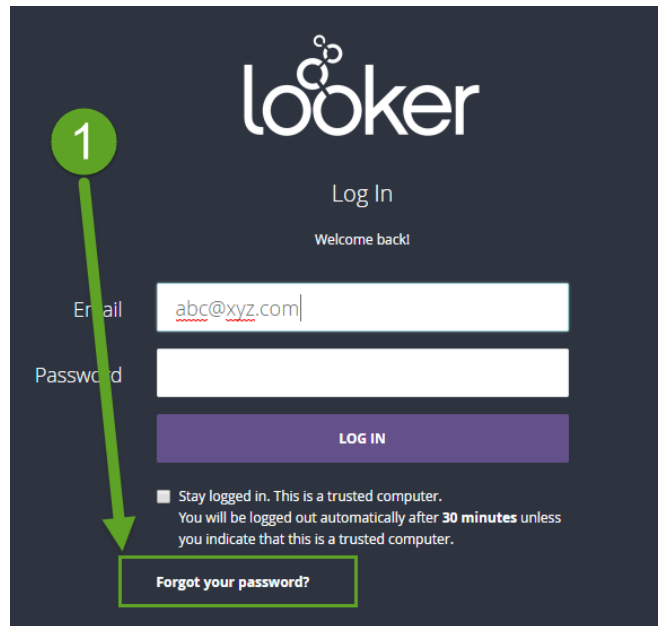 looker
1
Log In
Welcome back!
Email
abc@xyz.com
Password
LOG IN
Stay logged in. This is a trusted computer.
You will be logged out automatically after 30 minutes unless
you indicate that this is a trusted computer.
Forgot your password?